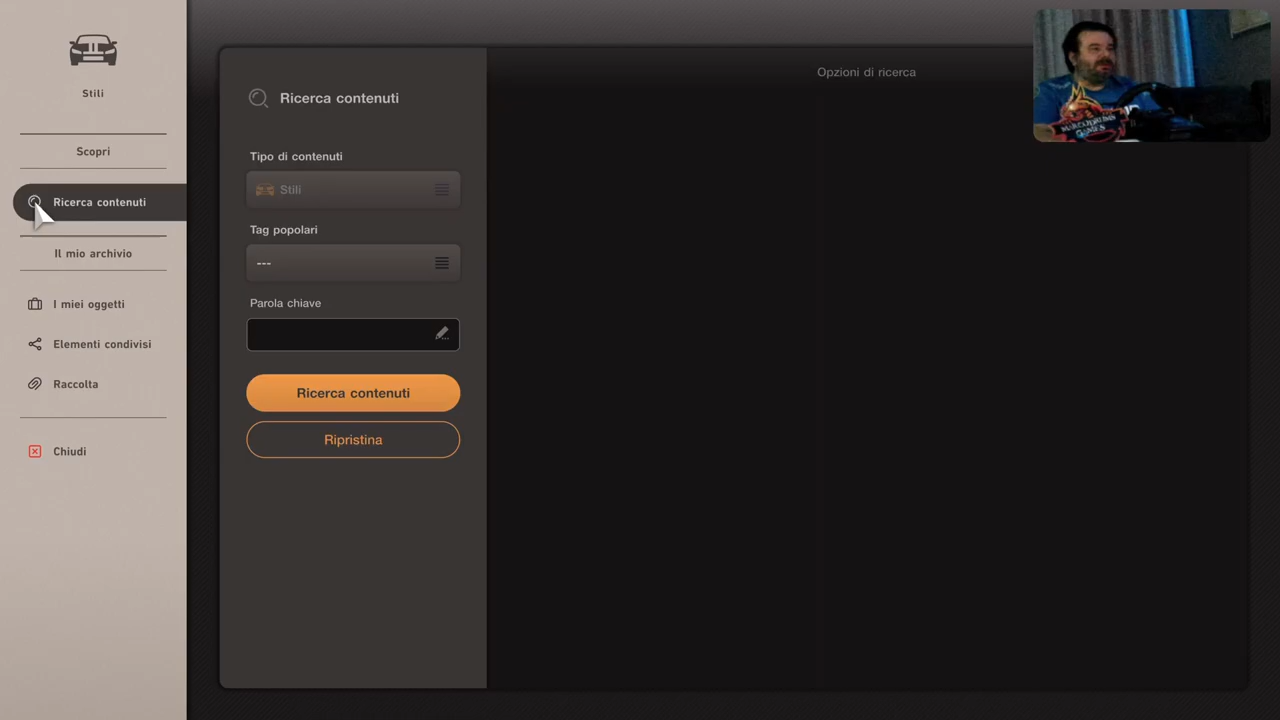 Stili
Scopri
Ricerca contenuti
Il mio archivio
I miei oggetti
Elementi condivisi
Raccolta
Chiudi
Ricerca contenuti
Tipo di contenuti
Stili
Tag popolari
---
Parola chiave
Ricerca contenuti
Ripristina
Opzioni di ricerca
GAMES